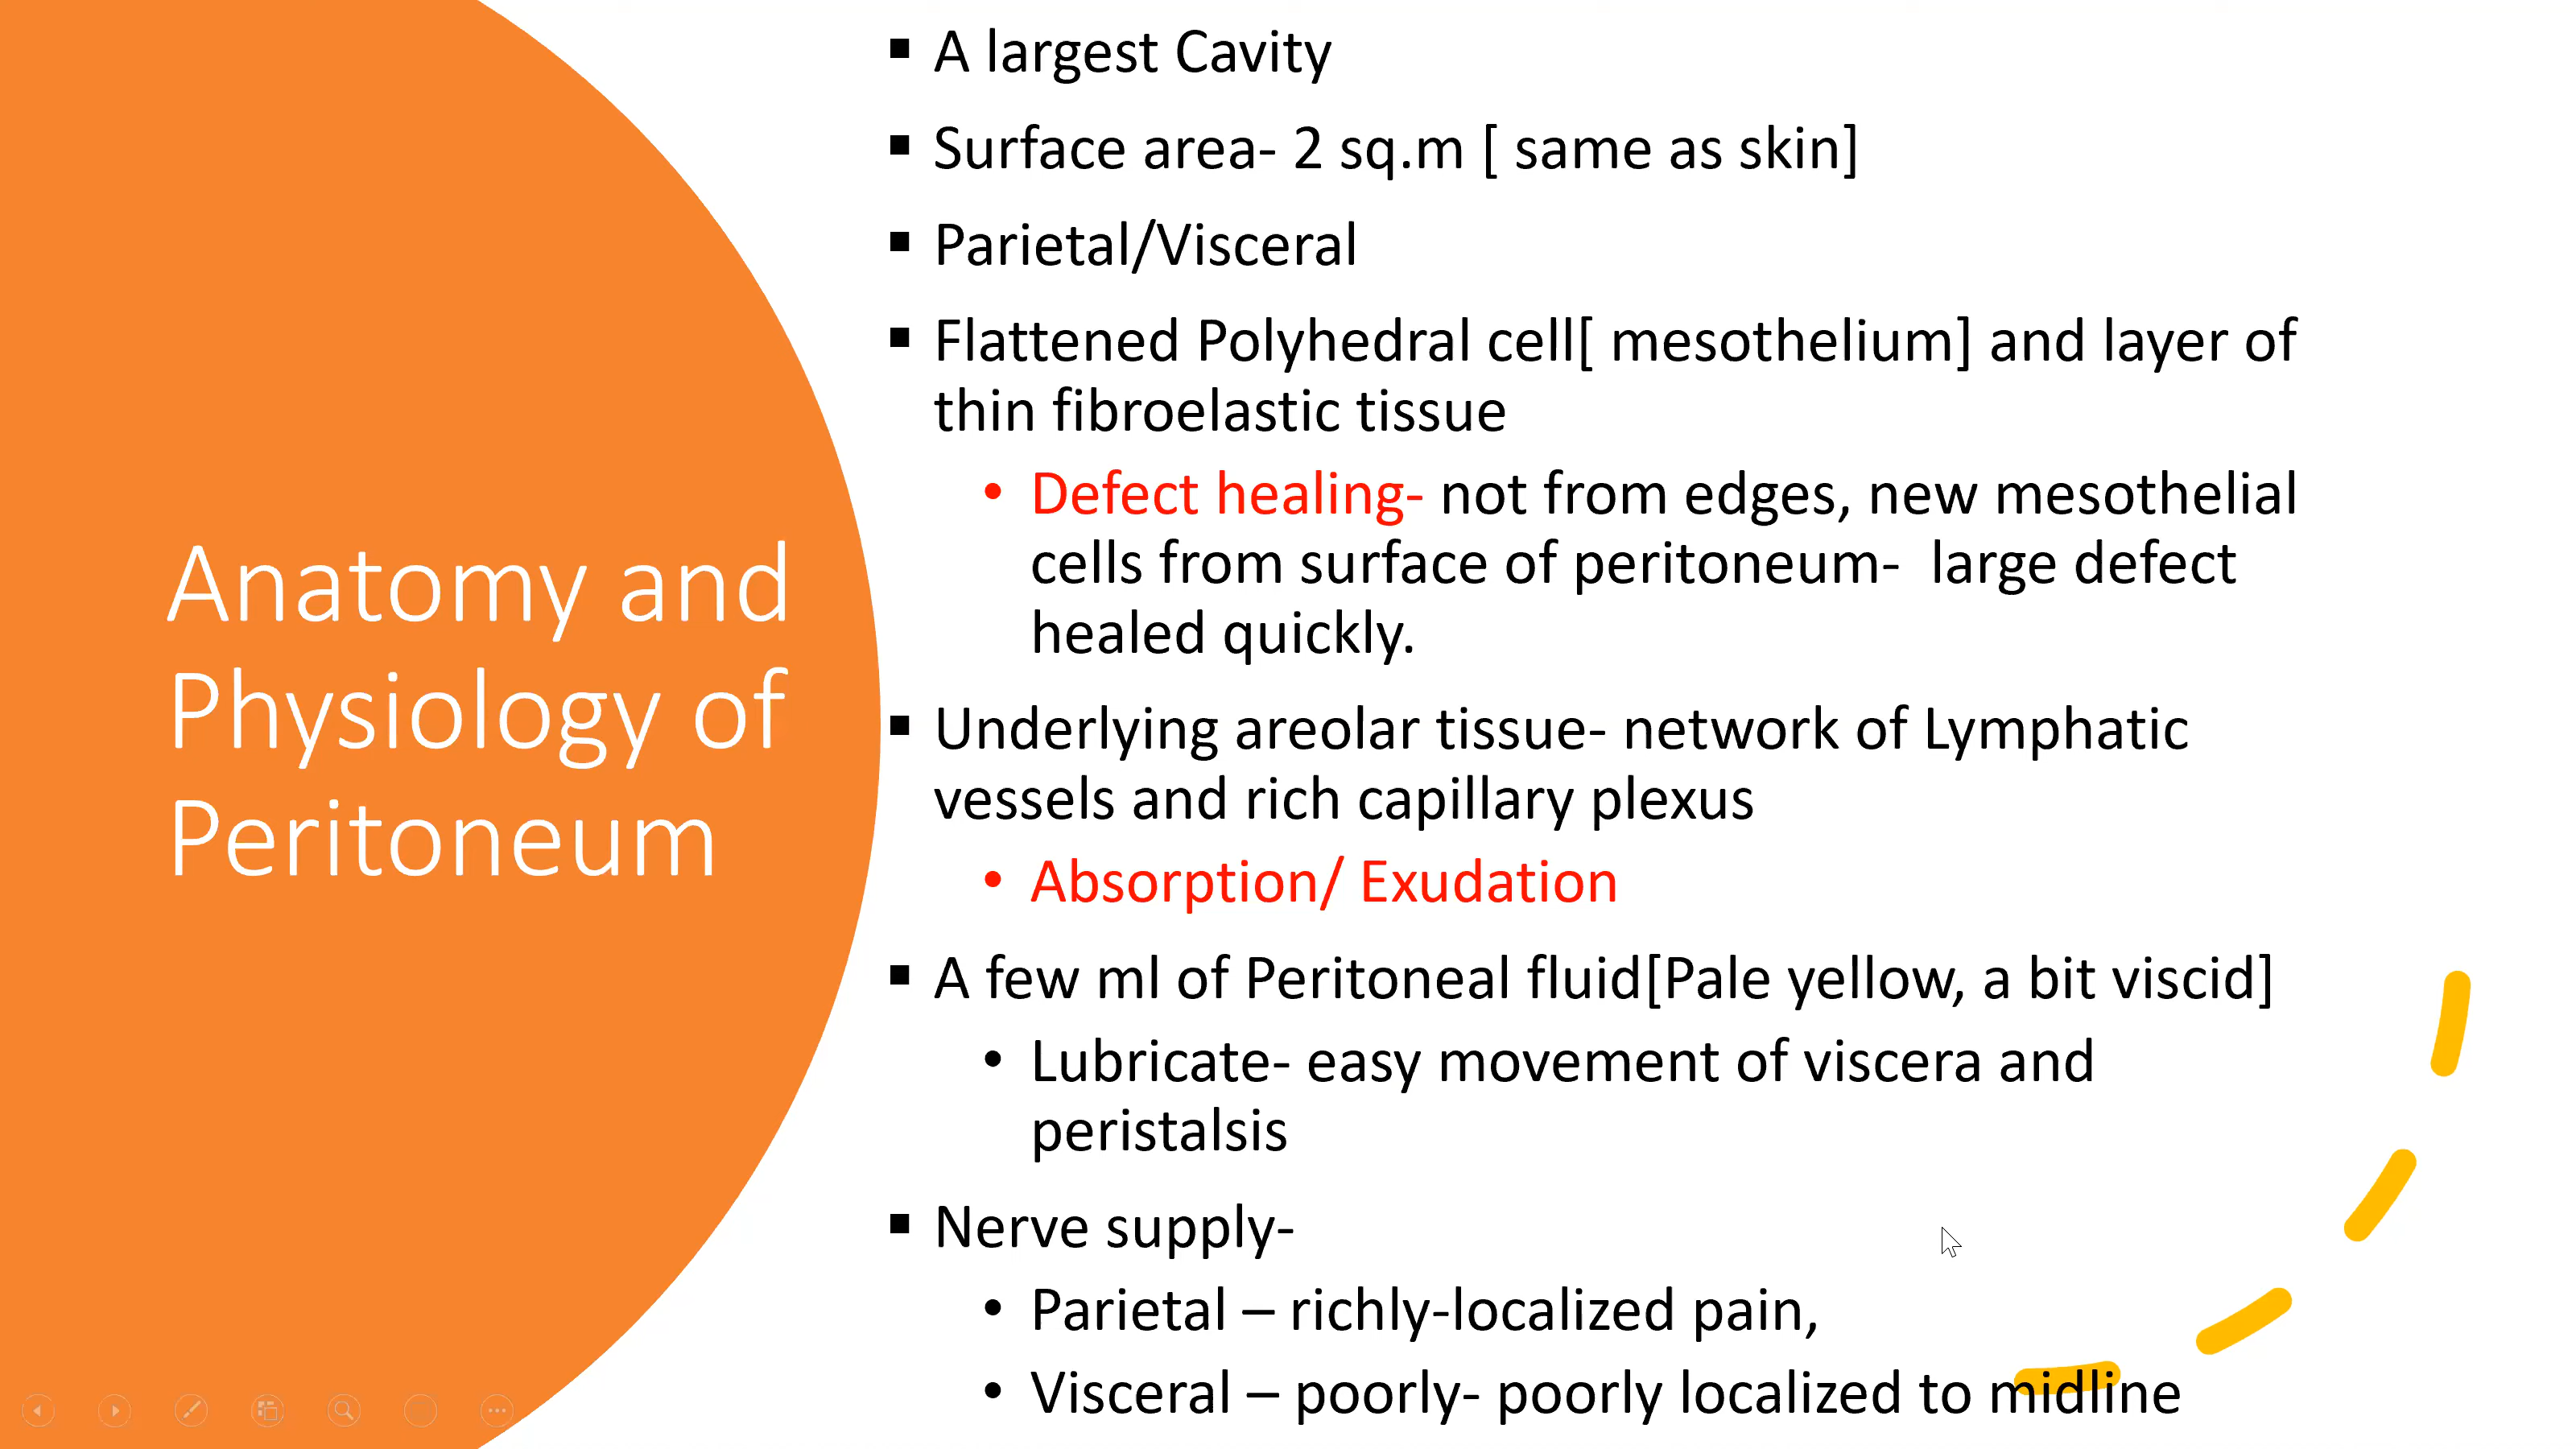 Anatomy and
Physiology of
Peritoneum
▪ A largest Cavity
▪ Surface area- 2 sq.m [ same as skin]
▪ Parietal/Visceral
▪ Flattened Polyhedral cell[ mesothelium] and layer of
thin fibroelastic tissue
• Defect healing- not from edges, new mesothelial
cells from surface of peritoneum-  large defect
healed quickly.
▪ Underlying areolar tissue- network of Lymphatic
vessels and rich capillary plexus
• Absorption/ Exudation
▪ A few ml of Peritoneal fluid[Pale yellow, a bit viscid]
• Lubricate- easy movement of viscera and
peristalsis
▪ Nerve supply-
• Parietal – richly-localized pain,
• Visceral – poorly- poorly localized to midline